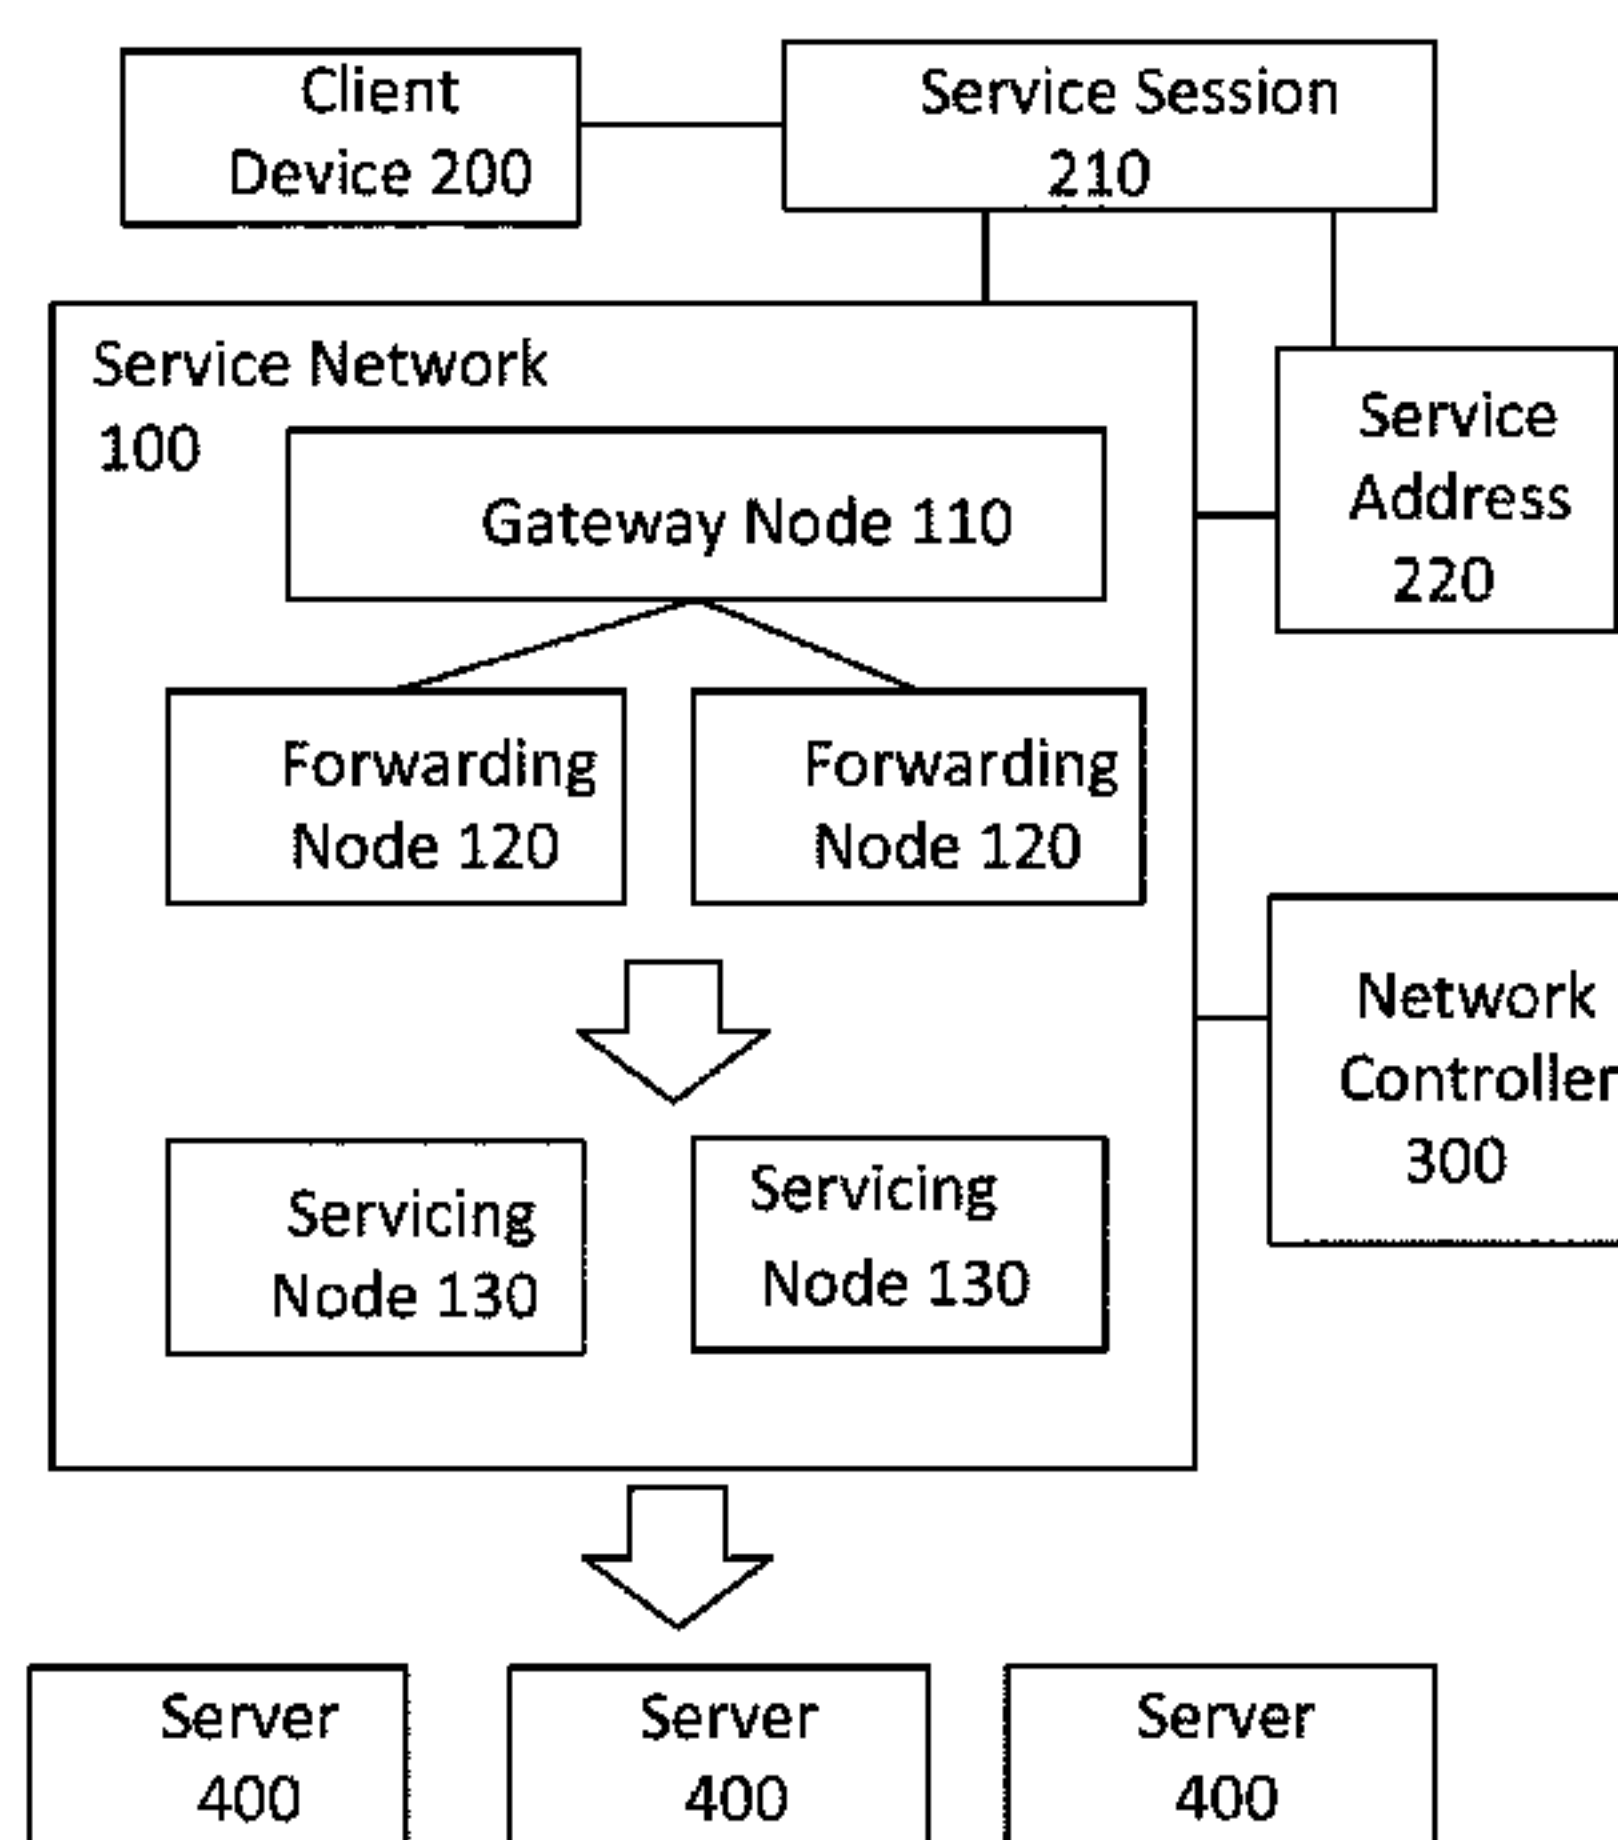 Client
Device 200
Service Session
210
Service Network
100
Gateway Node 110
Service
Address
220
Forwarding
Node 120
Forwarding
Node 120
Network
Controller
300
Servicing
Node 130
Servicing
Node 130
Server
400
Server
400
Server
400